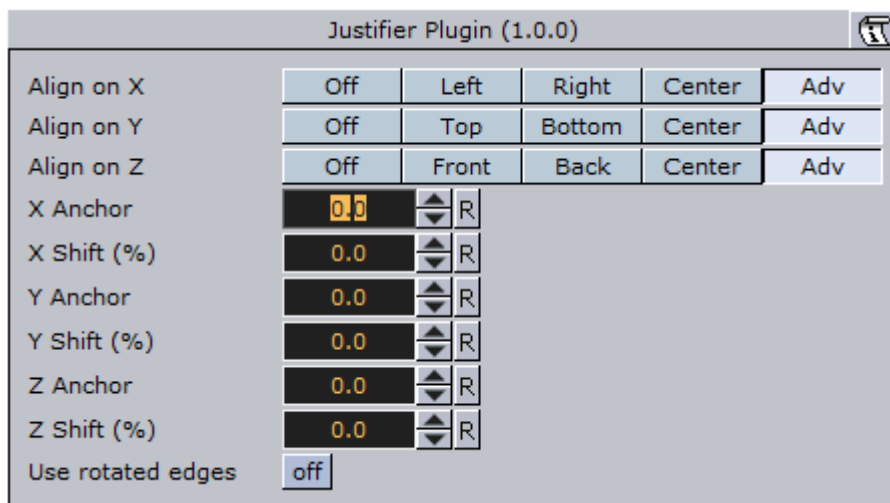 Justifier Plugin (1.0.0)
Align on X Off Left Right Center Adv
Align on Y Off Top Bottom Center Adv
Align on Z Off Front Back Center Adv
X Anchor 0.0 R
X Shift (%) 0.0 R
Y Anchor 0.0 R
Y Shift (%) 0.0 R
Z Anchor 0.0 R
Z Shift (%) 0.0 R
Use rotated edges off